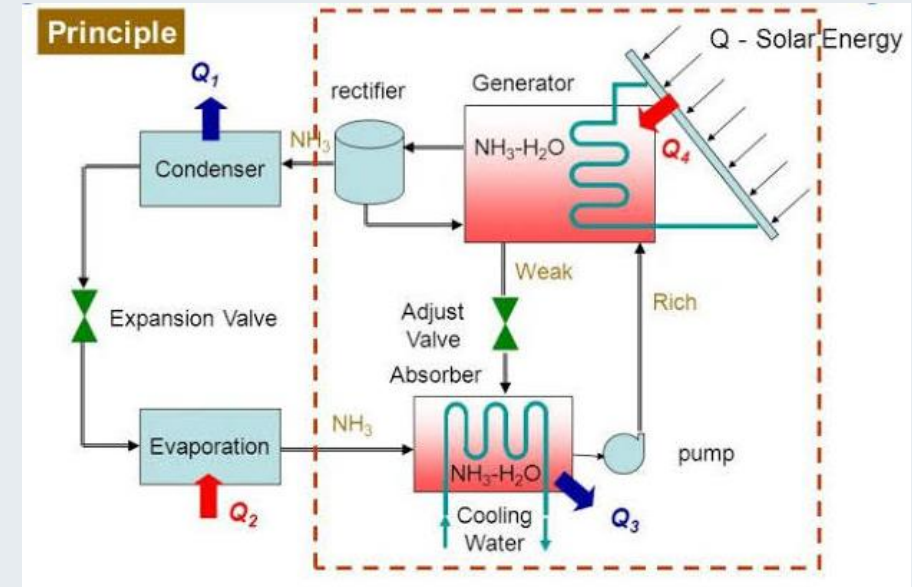 Principle
Q - Solar Energy
Q₁
rectifier
Generator
NH₃
NH₃-H₂O
Q₄
Condenser
Weak
Rich
Expansion Valve
Adjust
Valve
Absorber
NH₃
Evaporation
NH₃-H₂O
pump
Q₂
Cooling
Water
Q₃